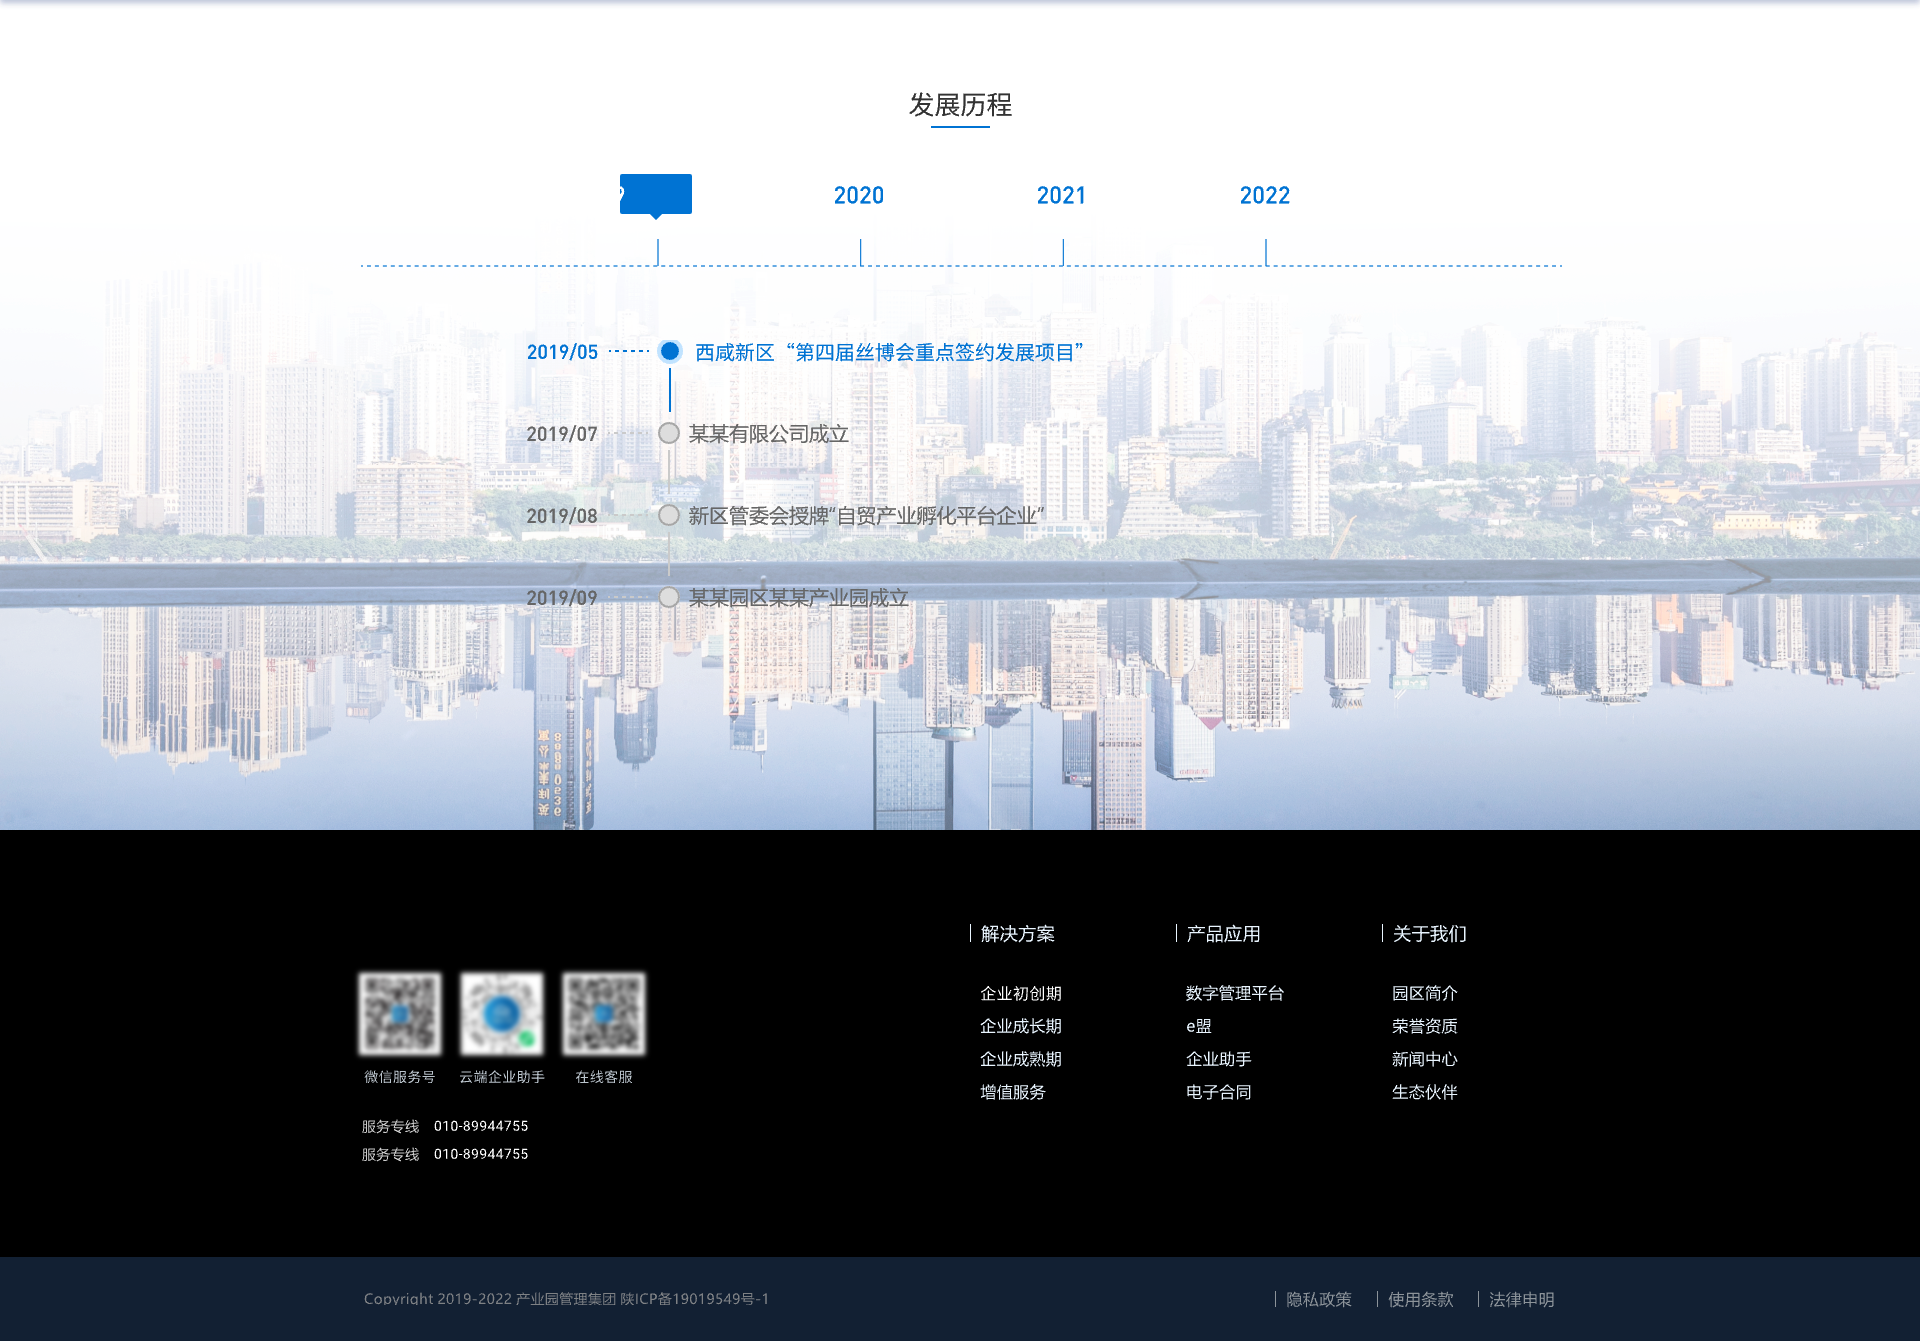 发展历程
2020
2021
2022
2019/05
西咸新区“第四届丝博会重点签约发展项目”
2019/07
某某有限公司成立
2019/08
新区管委会授牌“自贸产业孵化平台企业”
2019/09
某某园区某某产业园成立
解决方案
产品应用
关于我们
企业初创期
数字管理平台
园区简介
企业成长期
e盟
荣誉资质
企业成熟期
企业助手
新闻中心
增值服务
电子合同
生态伙伴
微信服务号
云端企业助手
在线客服
服务专线 010-89944755
服务专线 010-89944755
Copyright 2019-2022 产业园管理集团 陕ICP备19019549号-1
隐私政策
使用条款
法律申明